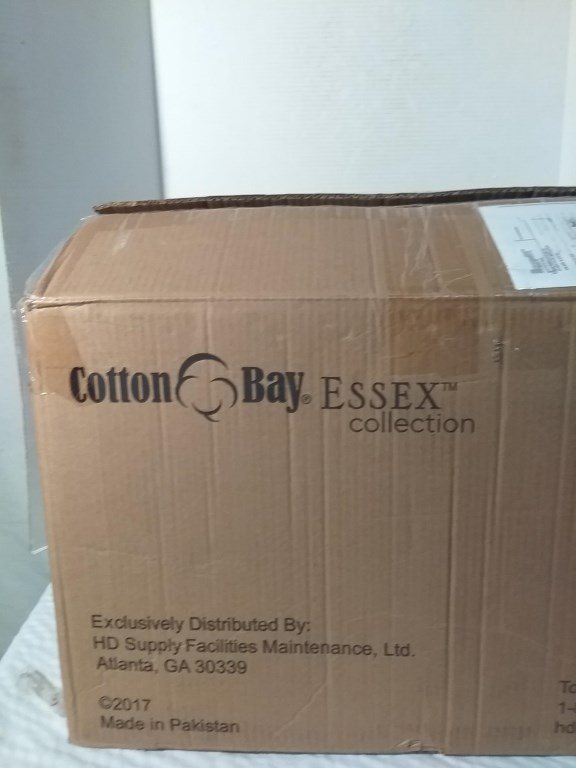 Cotton Bay® ESSEX™
collection
Exclusively Distributed By:
HD Supply Facilities Maintenance, Ltd.
Atlanta, GA 30339
©2017
Made in Pakistan